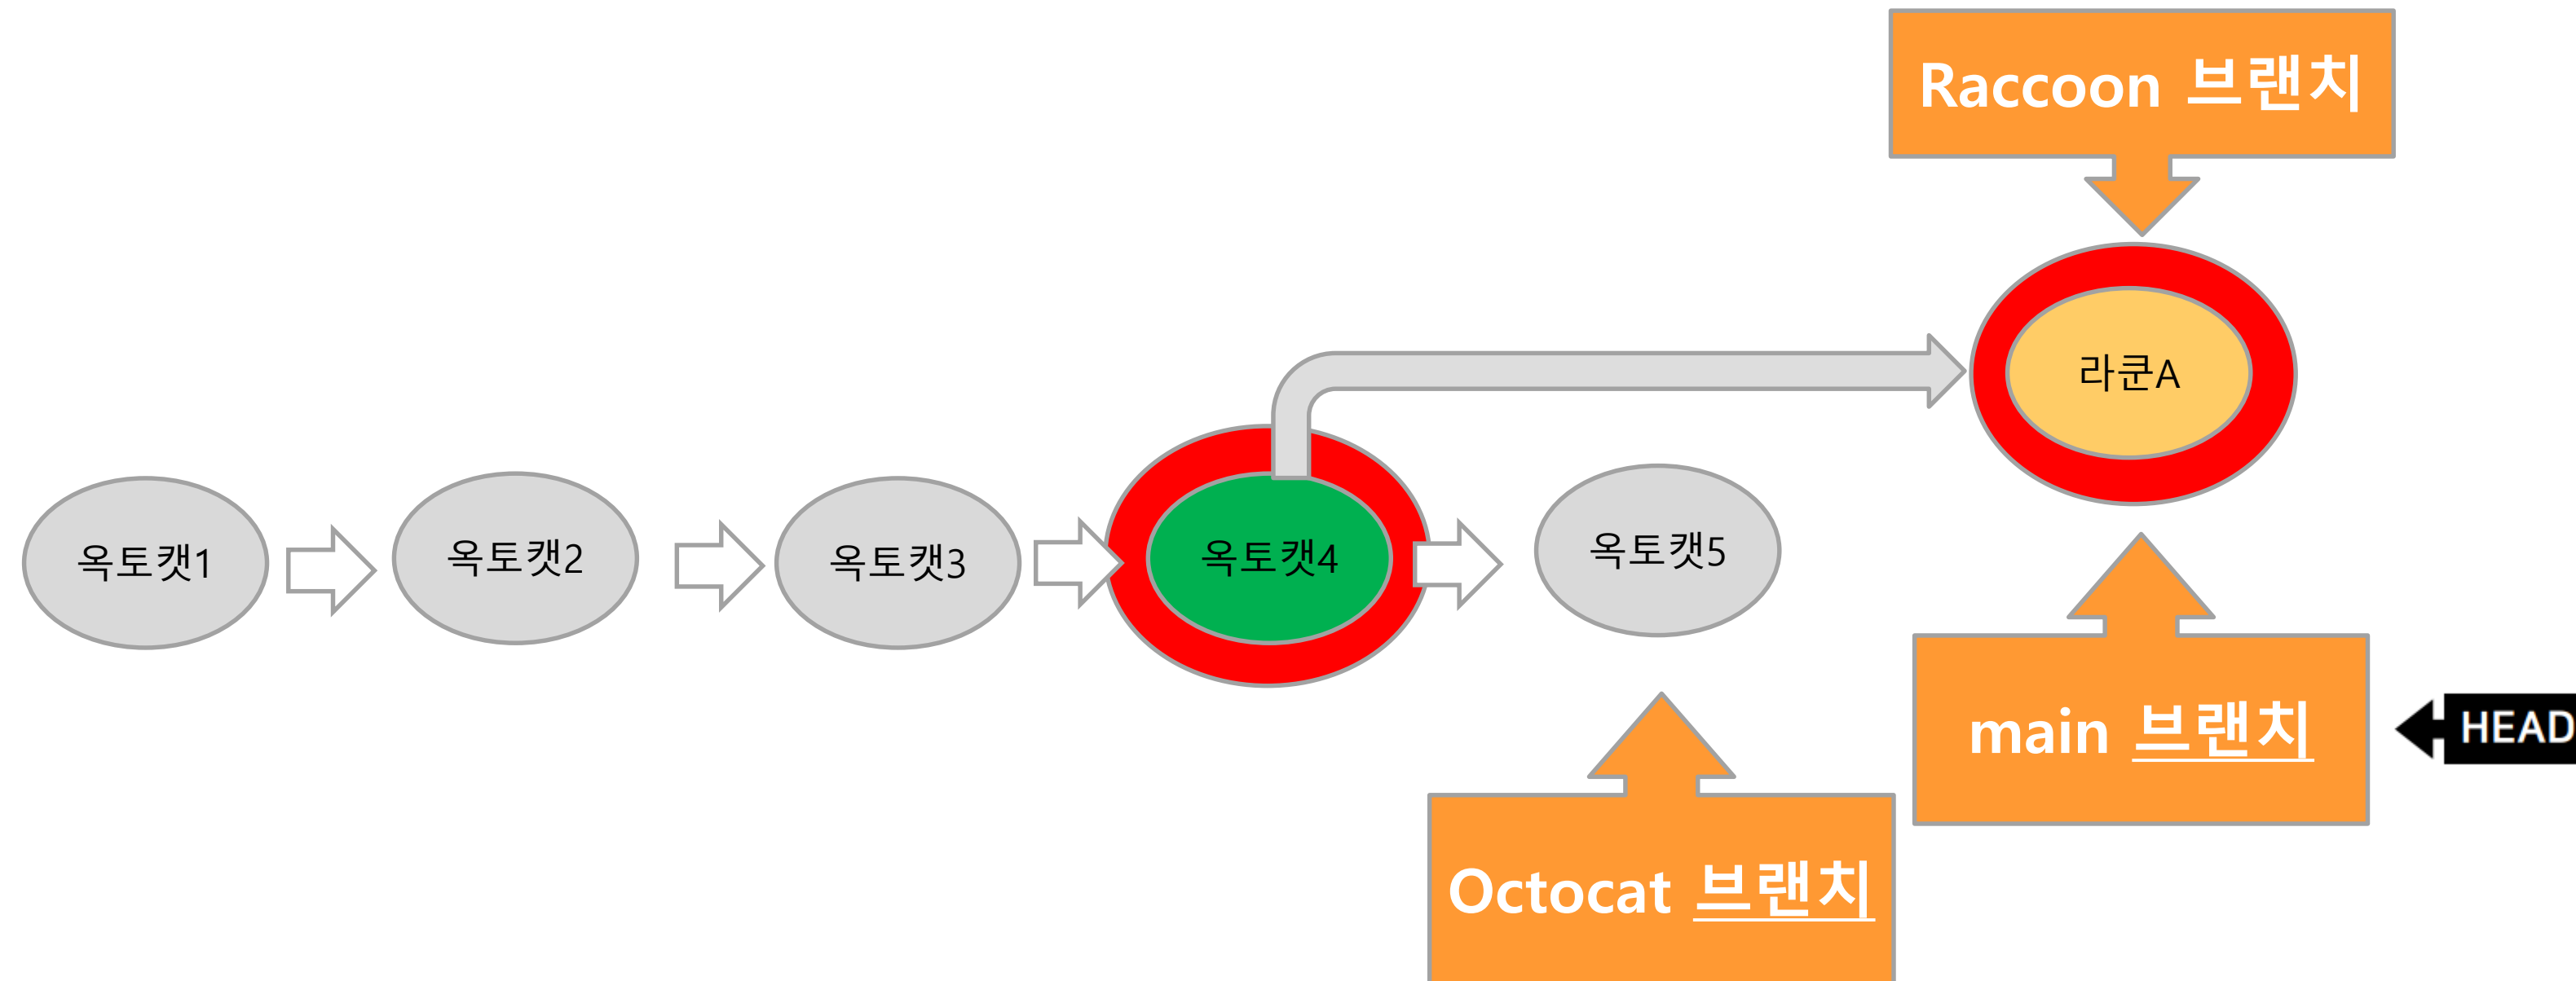 Raccoon 브랜치
라쿤A
옥토캣1
옥토캣2
옥토캣3
옥토캣4
옥토캣5
main 브랜치
HEAD
Octocat 브랜치